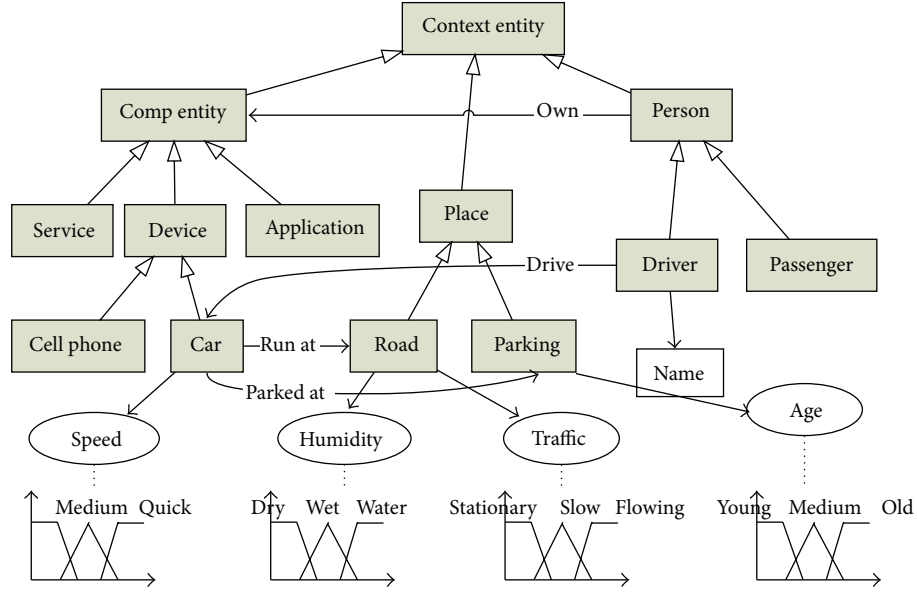 Context entity
Comp entity
Own
Person
Service
Device
Application
Place
Drive
Driver
Passenger
Cell phone
Car
Run at
Road
Parking
Name
Parked at
Age
Speed
Humidity
Traffic
Medium Quick
Dry Wet Water
Stationary Slow Flowing
Young Medium Old